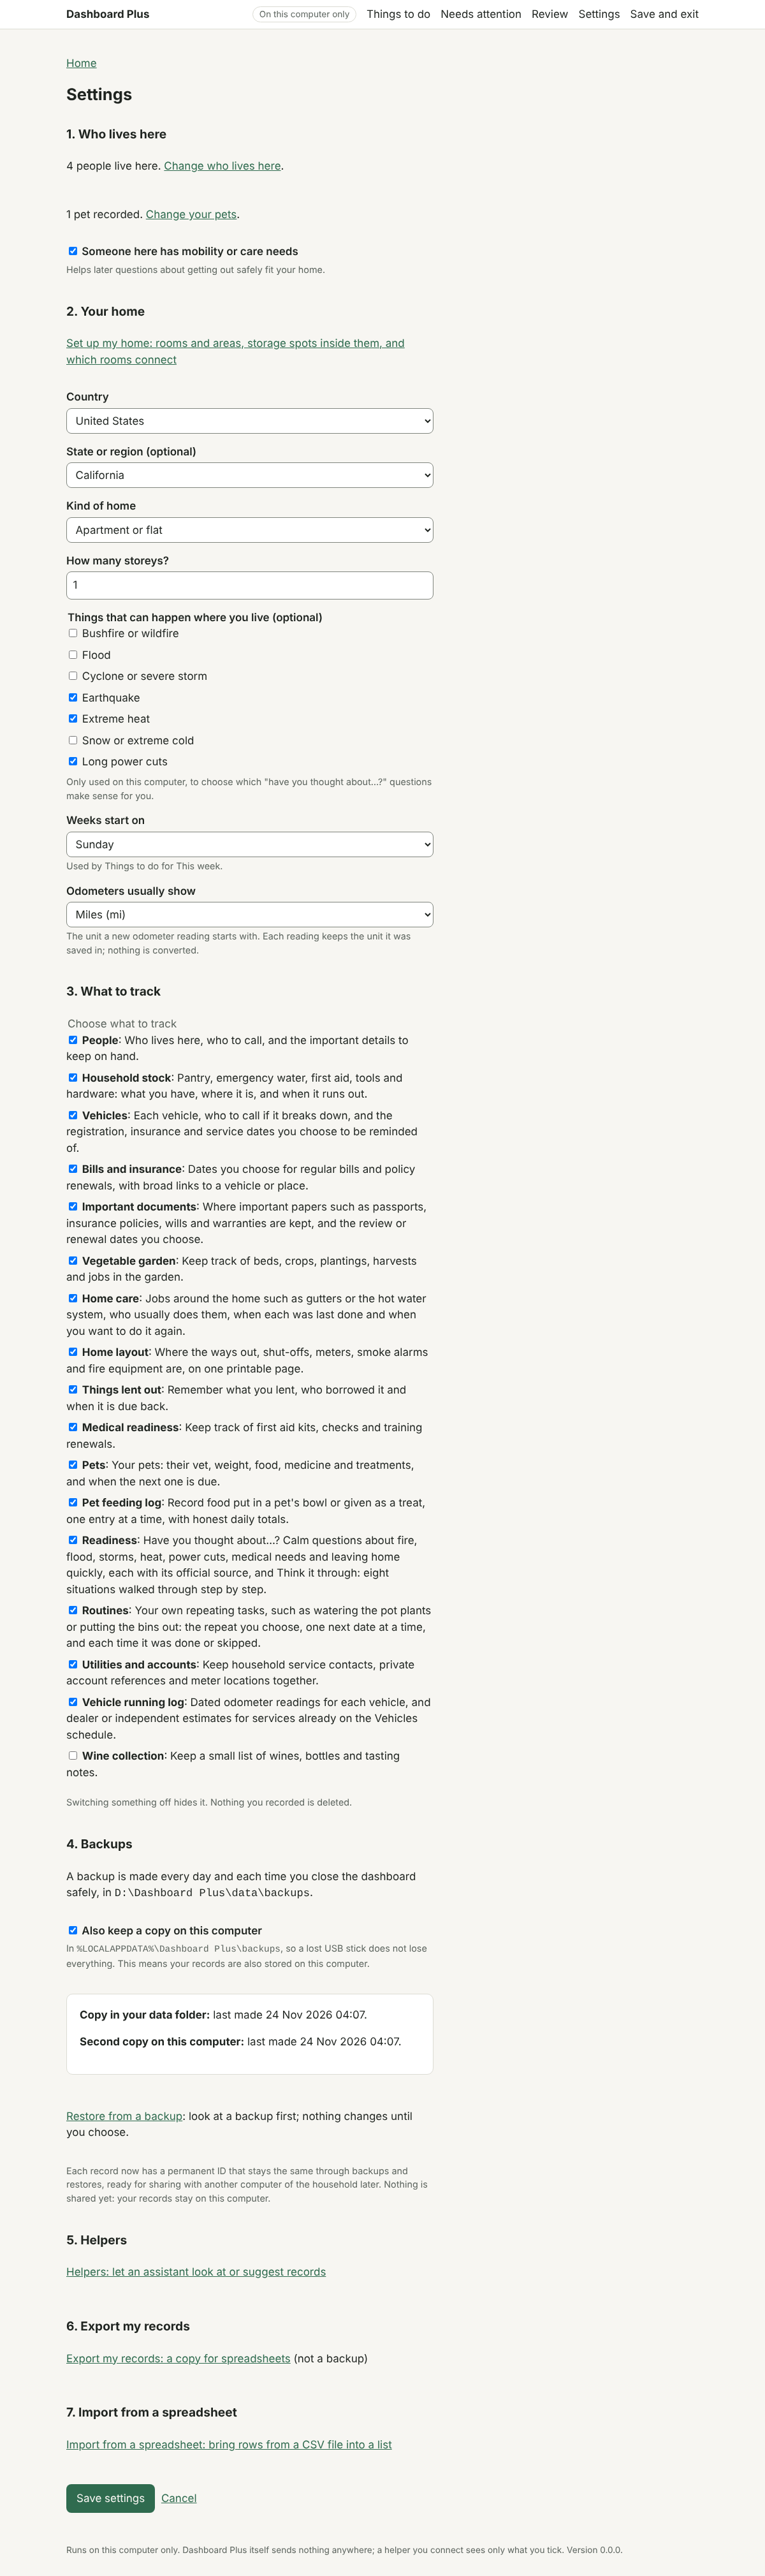 Dashboard Plus
On this computer only
Things to do
Needs attention
Review
Settings
Save and exit
Home
Settings
1. Who lives here
4 people live here. Change who lives here.
1 pet recorded. Change your pets.
Someone here has mobility or care needs
Helps later questions about getting out safely fit your home.
2. Your home
Set up my home: rooms and areas, storage spots inside them, and
which rooms connect
Country
United States
State or region (optional)
California
Kind of home
Apartment or flat
How many storeys?
1
Things that can happen where you live (optional)
Bushfire or wildfire
Flood
Cyclone or severe storm
Earthquake
Extreme heat
Snow or extreme cold
Long power cuts
Only used on this computer, to choose which "have you thought about...?" questions
make sense for you.
Weeks start on
Sunday
Used by Things to do for This week.
Odometers usually show
Miles (mi)
The unit a new odometer reading starts with. Each reading keeps the unit it was
saved in; nothing is converted.
3. What to track
Choose what to track
People: Who lives here, who to call, and the important details to
keep on hand.
Household stock: Pantry, emergency water, first aid, tools and
hardware: what you have, where it is, and when it runs out.
Vehicles: Each vehicle, who to call if it breaks down, and the
registration, insurance and service dates you choose to be reminded
of.
Bills and insurance: Dates you choose for regular bills and policy
renewals, with broad links to a vehicle or place.
Important documents: Where important papers such as passports,
insurance policies, wills and warranties are kept, and the review or
renewal dates you choose.
Vegetable garden: Keep track of beds, crops, plantings, harvests
and jobs in the garden.
Home care: Jobs around the home such as gutters or the hot water
system, who usually does them, when each was last done and when
you want to do it again.
Home layout: Where the ways out, shut-offs, meters, smoke alarms
and fire equipment are, on one printable page.
Things lent out: Remember what you lent, who borrowed it and
when it is due back.
Medical readiness: Keep track of first aid kits, checks and training
renewals.
Pets: Your pets: their vet, weight, food, medicine and treatments,
and when the next one is due.
Pet feeding log: Record food put in a pet's bowl or given as a treat,
one entry at a time, with honest daily totals.
Readiness: Have you thought about...? Calm questions about fire,
flood, storms, heat, power cuts, medical needs and leaving home
quickly, each with its official source, and Think it through: eight
situations walked through step by step.
Routines: Your own repeating tasks, such as watering the pot plants
or putting the bins out: the repeat you choose, one next date at a time,
and each time it was done or skipped.
Utilities and accounts: Keep household service contacts, private
account references and meter locations together.
Vehicle running log: Dated odometer readings for each vehicle, and
dealer or independent estimates for services already on the Vehicles
schedule.
Wine collection: Keep a small list of wines, bottles and tasting
notes.
Switching something off hides it. Nothing you recorded is deleted.
4. Backups
A backup is made every day and each time you close the dashboard
safely, in D:\Dashboard Plus\data\backups.
Also keep a copy on this computer
In %LOCALAPPDATA%\Dashboard Plus\backups, so a lost USB stick does not lose
everything. This means your records are also stored on this computer.
Copy in your data folder: last made 24 Nov 2026 04:07.
Second copy on this computer: last made 24 Nov 2026 04:07.
Restore from a backup: look at a backup first; nothing changes until
you choose.
Each record now has a permanent ID that stays the same through backups and
restores, ready for sharing with another computer of the household later. Nothing is
shared yet: your records stay on this computer.
5. Helpers
Helpers: let an assistant look at or suggest records
6. Export my records
Export my records: a copy for spreadsheets (not a backup)
7. Import from a spreadsheet
Import from a spreadsheet: bring rows from a CSV file into a list
Save settings
Cancel
Runs on this computer only. Dashboard Plus itself sends nothing anywhere; a helper you connect sees only what you tick. Version 0.0.0.